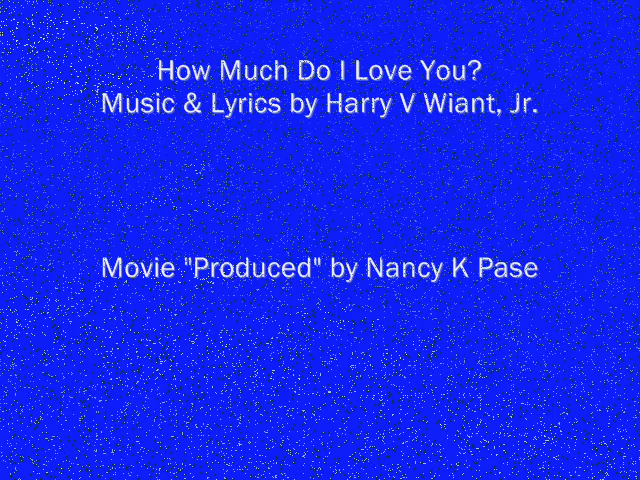 How Much Do I Love You?
Music & Lyrics by Harry V Wiant, Jr.
Movie "Produced" by Nancy K Pase